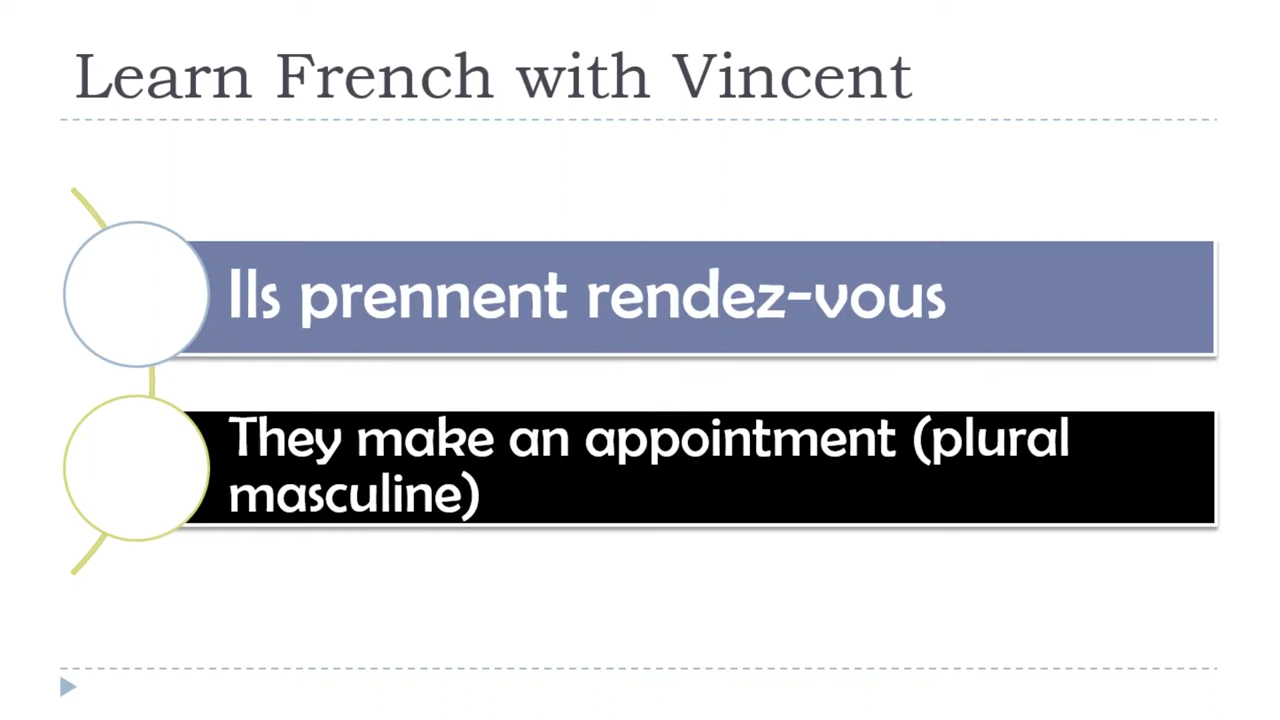 Learn French with Vincent
Ils prennent rendez-vous
They make an appointment (plural
masculine)